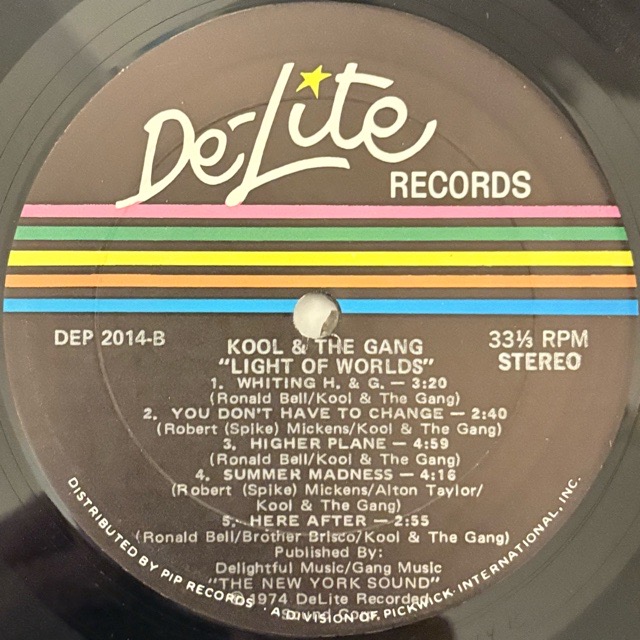 De-Lite
RECORDS
DEP 2014-B
33⅓ RPM
STEREO
KOOL & THE GANG
"LIGHT OF WORLDS"
1. WHITING H. & G. — 3:20
(Ronald Bell/Kool & The Gang)
2. YOU DON'T HAVE TO CHANGE — 2:40
(Robert (Spike) Mickens/Kool & The Gang)
3. HIGHER PLANE — 4:59
(Ronald Bell/Kool & The Gang)
4. SUMMER MADNESS — 4:16
(Robert (Spike) Mickens/Alton Taylor/
Kool & The Gang)
5. HERE AFTER — 2:55
(Ronald Bell/Brother Brisco/Kool & The Gang)
Published By:
Delightful Music/Gang Music
"THE NEW YORK SOUND"
℗ 1974 DeLite Recorded
Sound Corp.
DISTRIBUTED BY PIP RECORDS · A DIVISION OF PICKWICK·INTERNATIONAL, INC.